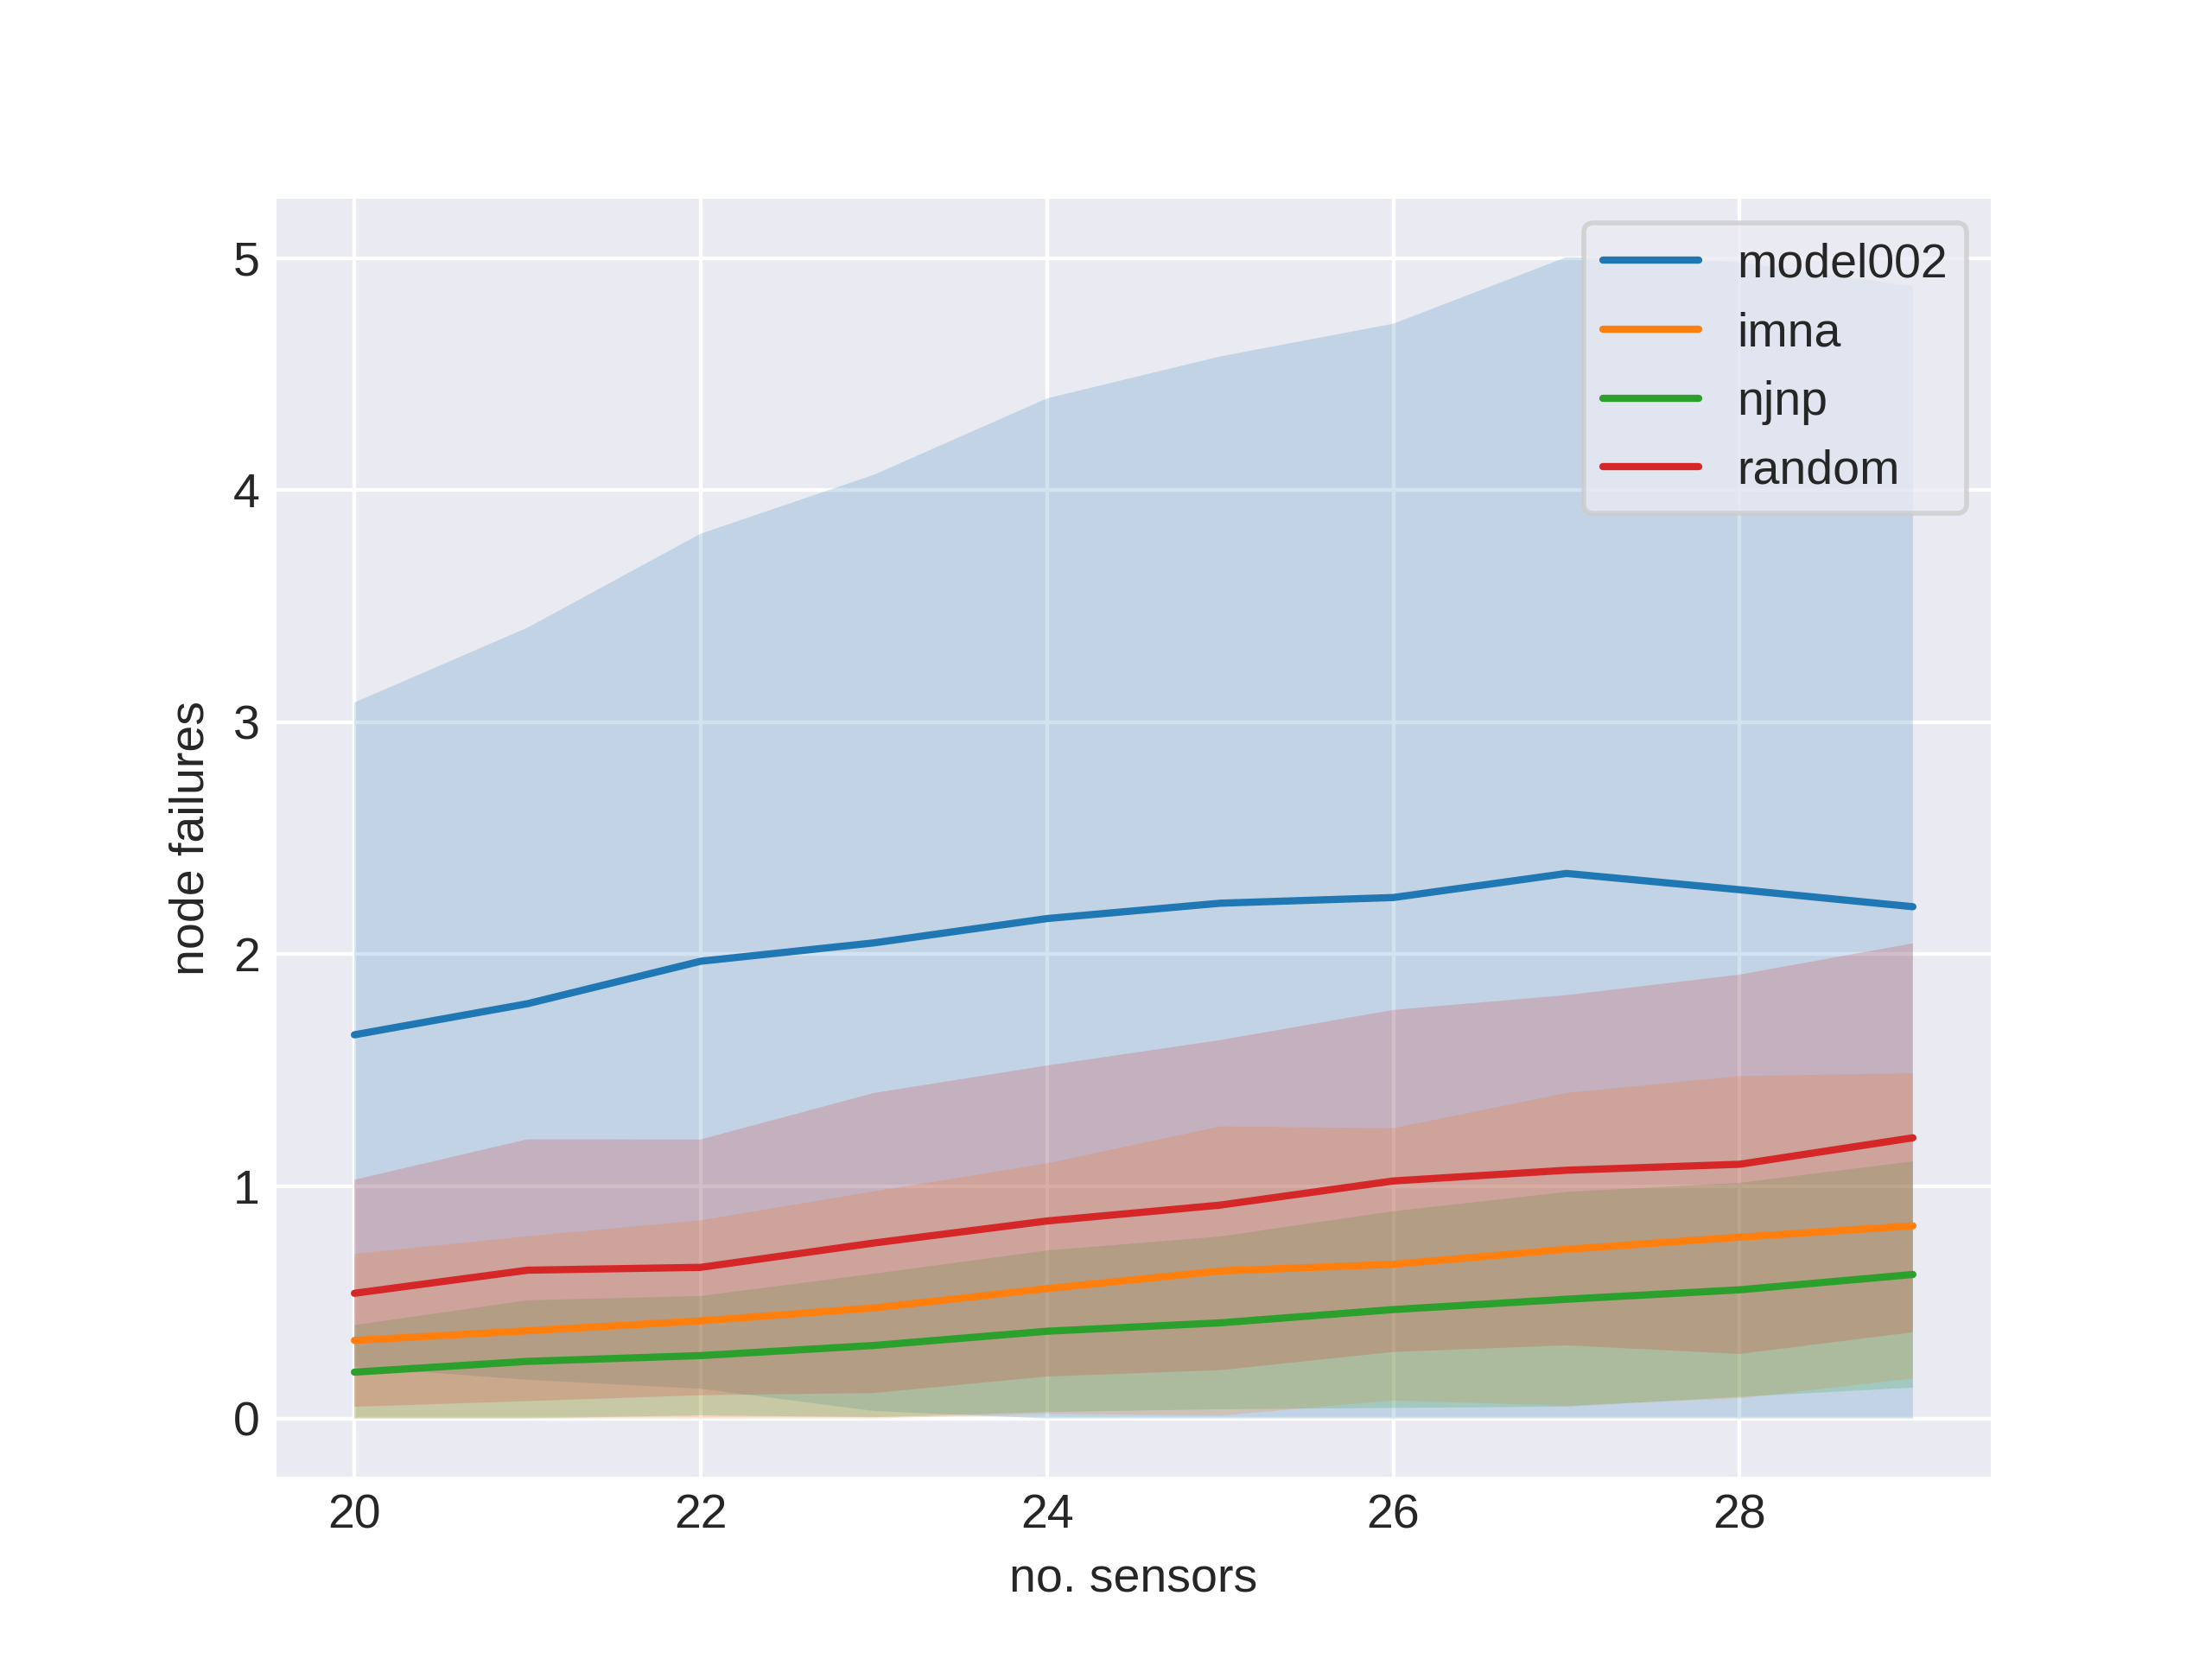 5
4
3
2
1
0
node failures
20 22 24 26 28
no. sensors
model002
imna
njnp
random